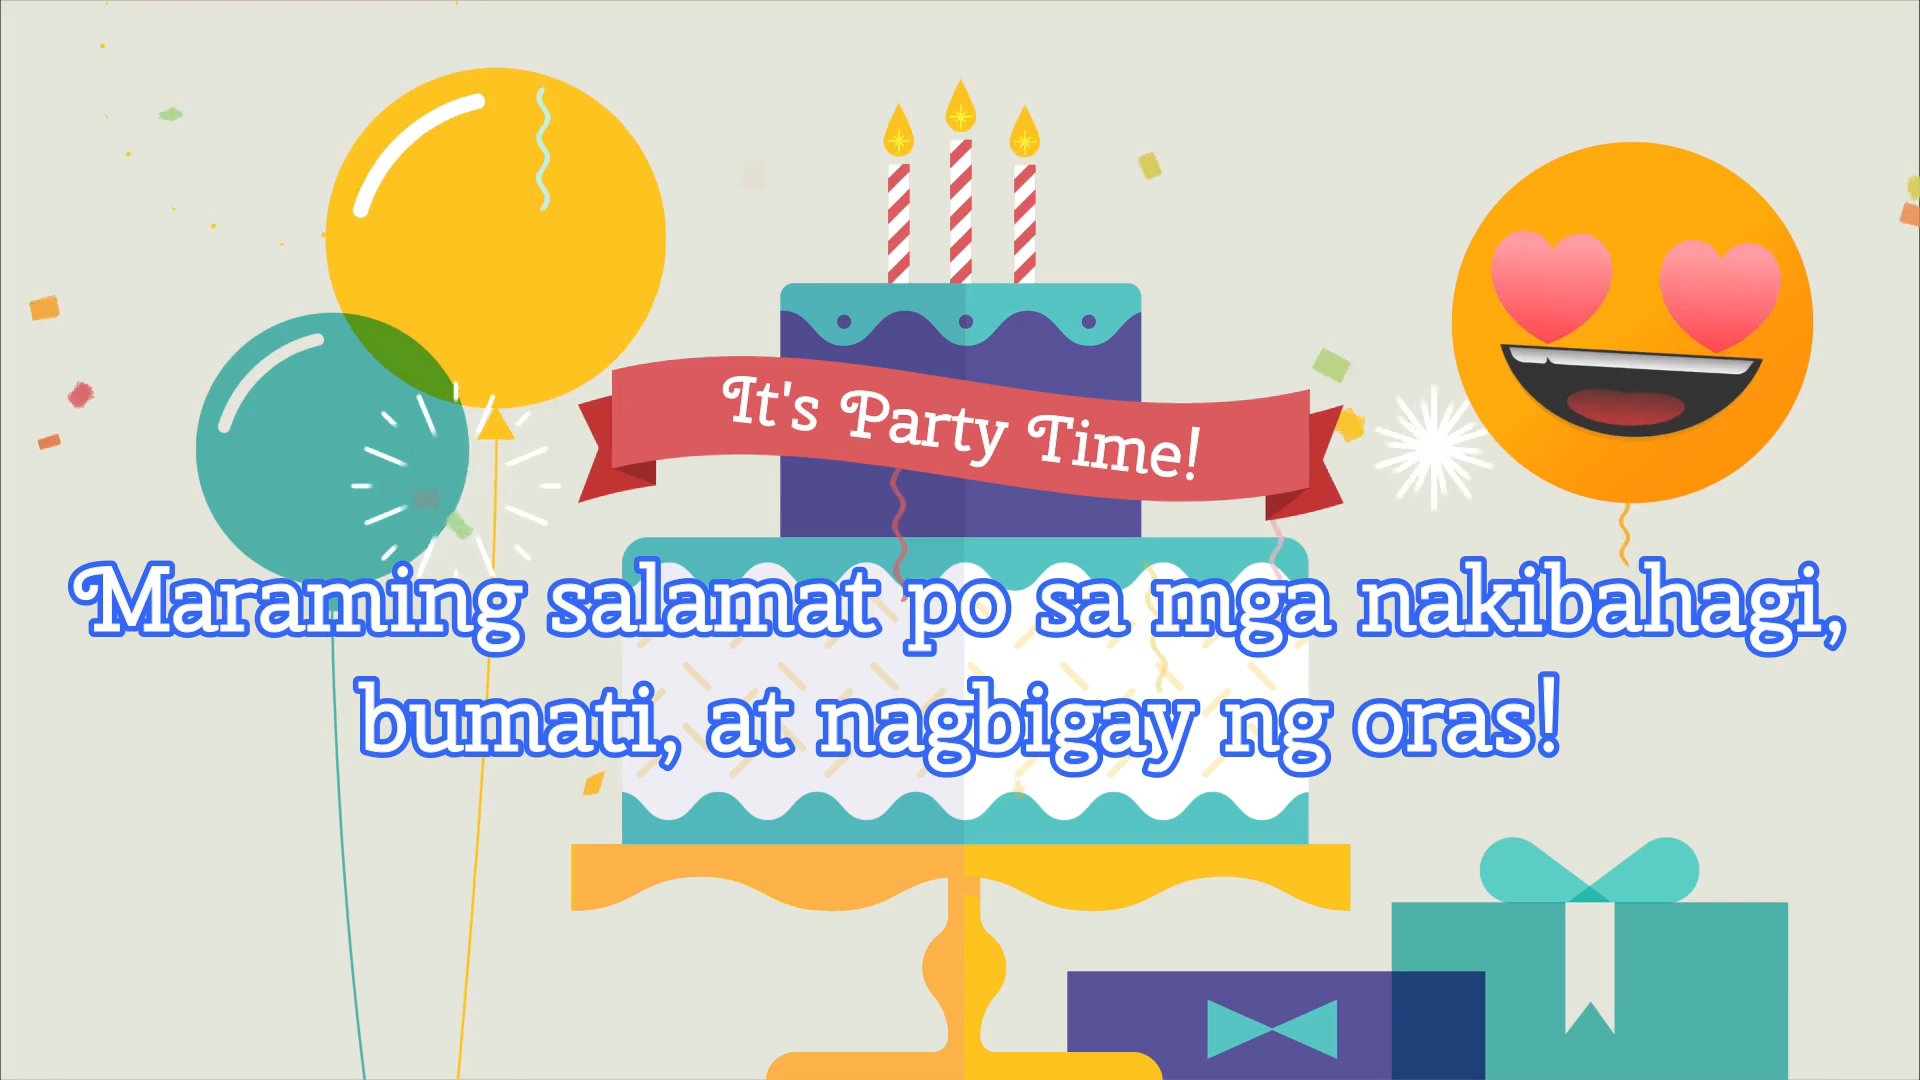 It's Party Time!
Maraming salamat po sa mga nakibahagi,
bumati, at nagbigay ng oras!